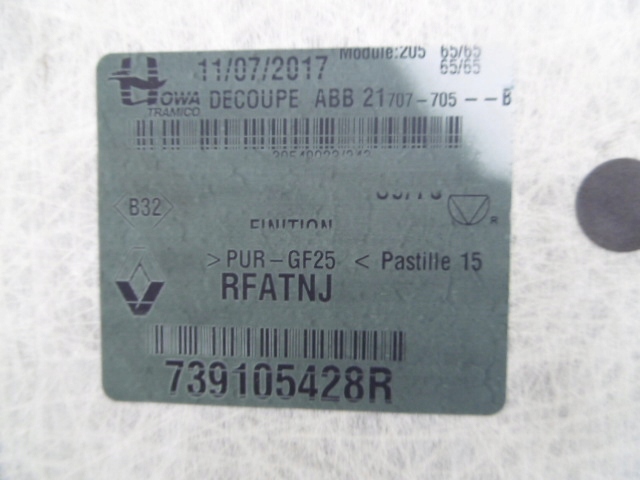 Module:205 65/65
65/65
11/07/2017
HOWA
TRAMICO
DECOUPE ABB 21707-705 -- B
B32
FINITION
R
>PUR-GF25 < Pastille 15
RFATNJ
739105428R